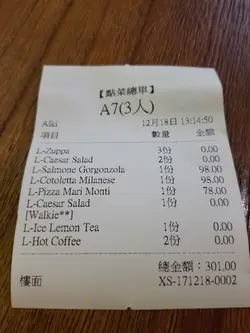 【點菜總單】
A7(3人)
Aiki 12月18日 13:14:50
項目 數量 金額
L-Zuppa 3份 0.00
L-Caesar Salad 2份 0.00
L-Salmone Gorgonzola 1份 98.00
L-Cotoletta Milanese 1份 98.00
L-Pizza Mari Monti 1份 78.00
L-Caesar Salad 1份 0.00
[Walkie**]
L-Ice Lemon Tea 1份 0.00
L-Hot Coffee 2份 0.00
總金額：301.00
樓面 XS-171218-0002